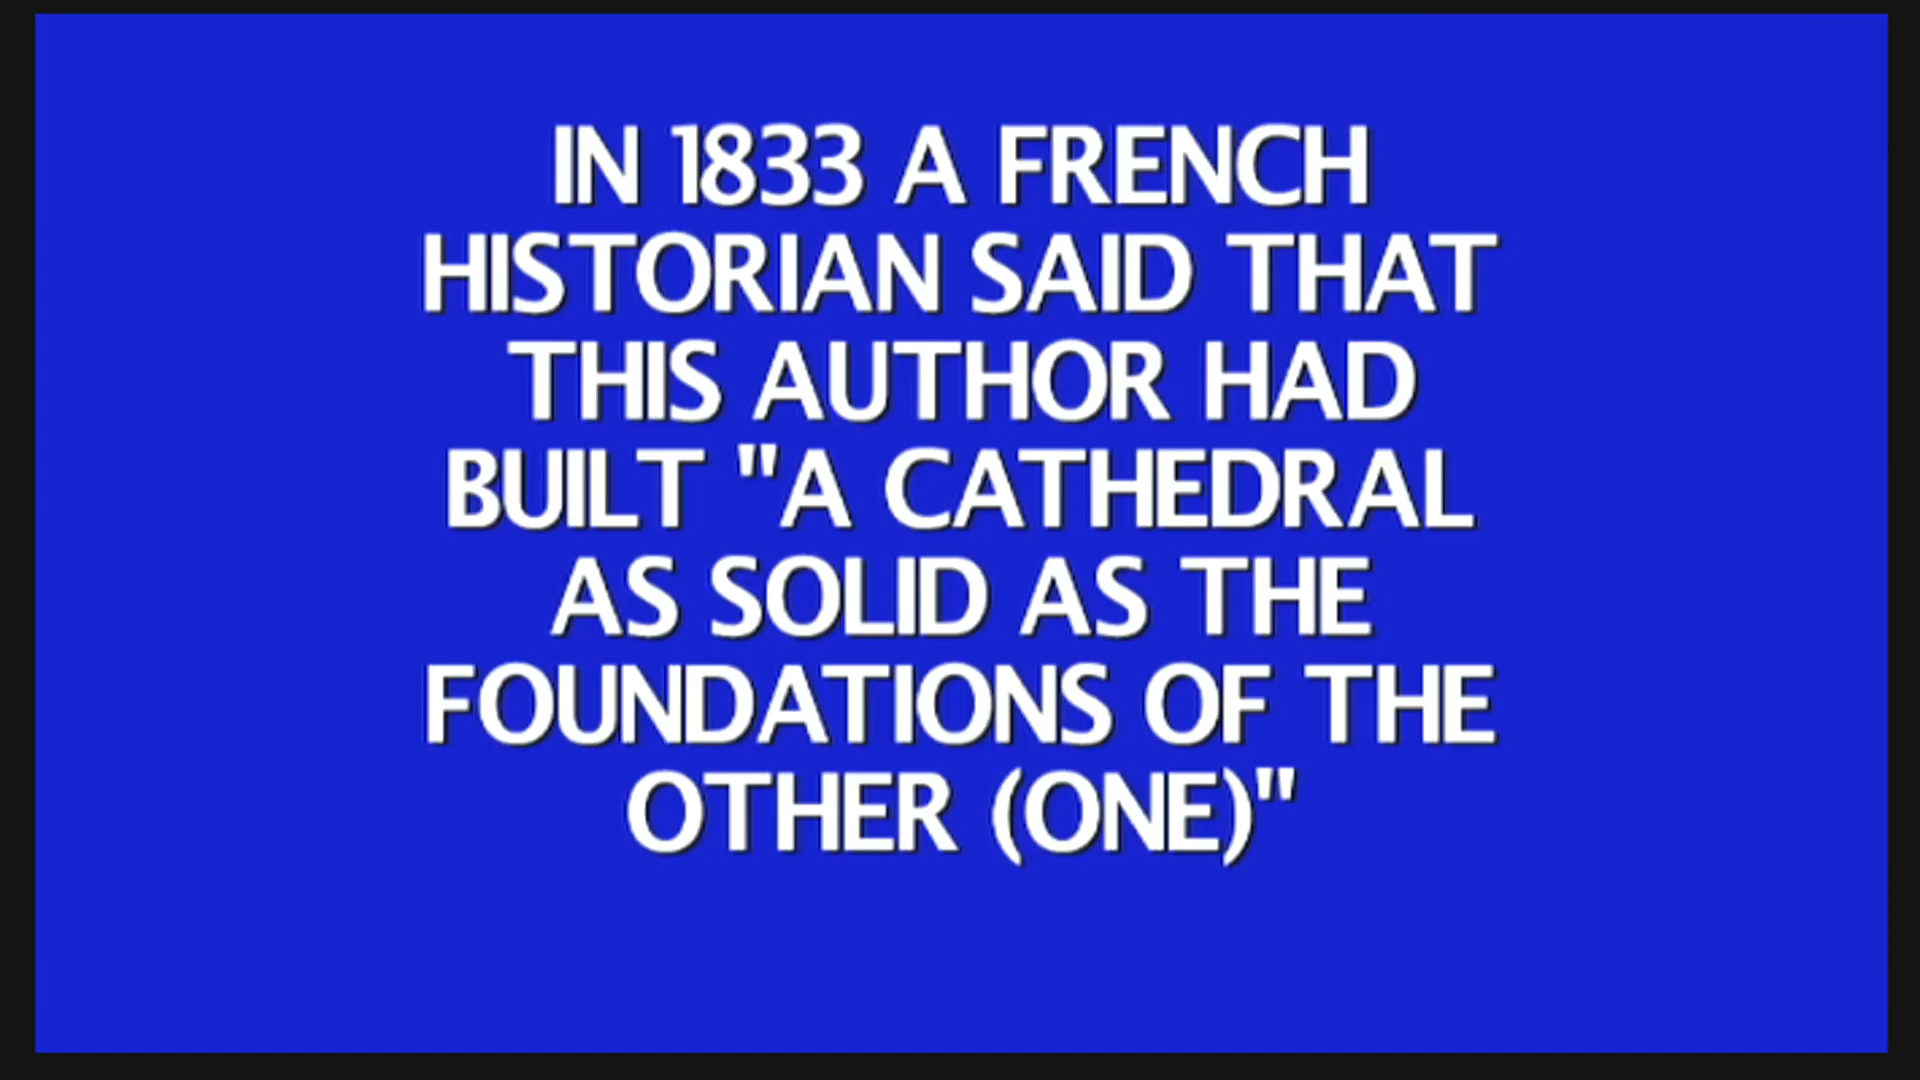 IN 1833 A FRENCH
HISTORIAN SAID THAT
THIS AUTHOR HAD
BUILT "A CATHEDRAL
AS SOLID AS THE
FOUNDATIONS OF THE
OTHER (ONE)"